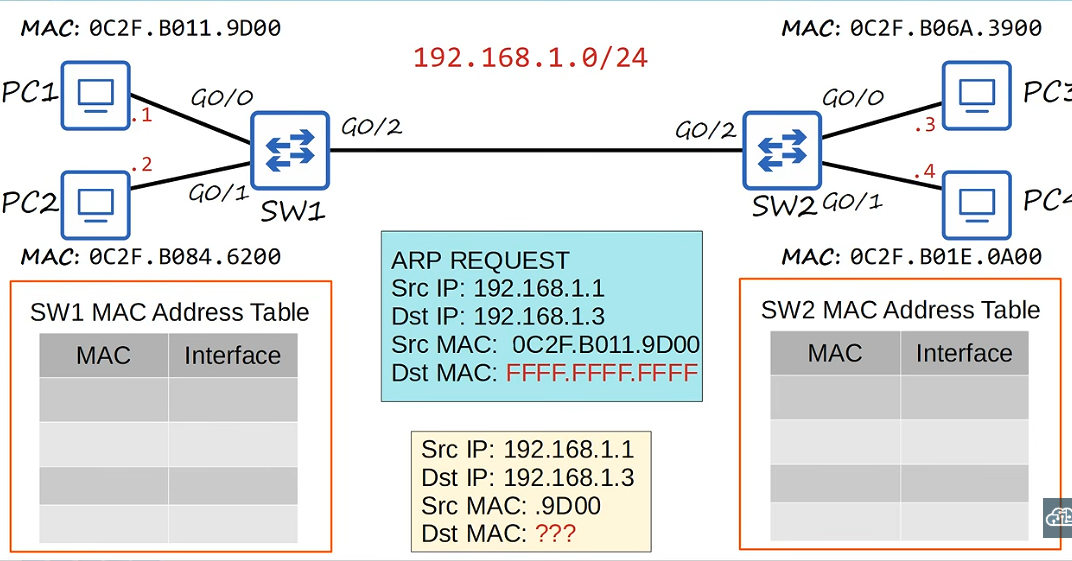 MAC: 0C2F.B011.9D00
MAC: 0C2F.B06A.3900
192.168.1.0/24
PC1
.1
G0/0
G0/2
G0/2
G0/0
.3
PC3
PC2
.2
G0/1
SW1
SW2
G0/1
.4
PC4
MAC: 0C2F.B084.6200
MAC: 0C2F.B01E.0A00
ARP REQUEST
Src IP: 192.168.1.1
Dst IP: 192.168.1.3
Src MAC: 0C2F.B011.9D00
Dst MAC: FFFF.FFFF.FFFF
SW1 MAC Address Table
MAC Interface
SW2 MAC Address Table
MAC Interface
Src IP: 192.168.1.1
Dst IP: 192.168.1.3
Src MAC: .9D00
Dst MAC: ???